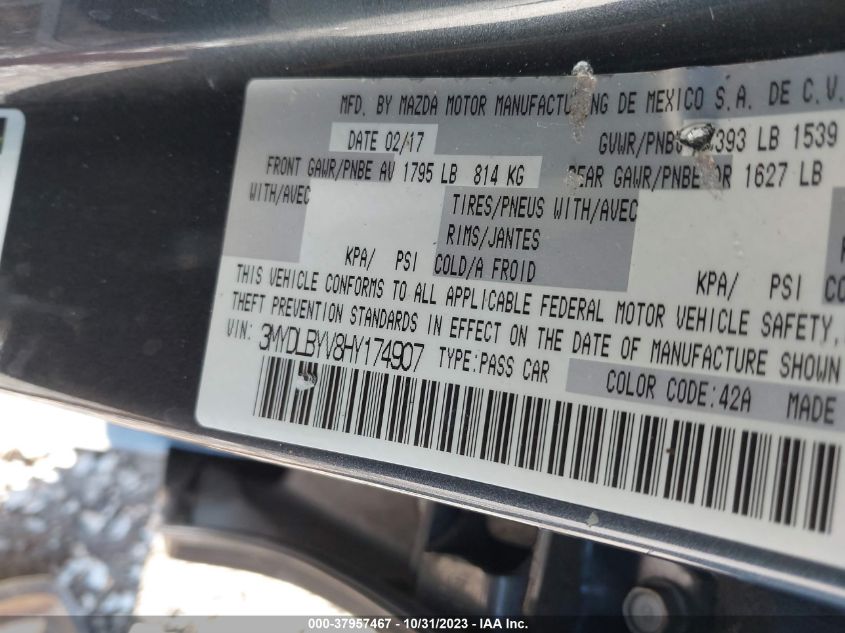 MFD. BY MAZDA MOTOR MANUFACTURING DE MEXICO S.A. DE C.V.
DATE 02/17
GVWR/PNBV 3393 LB 1539
FRONT GAWR/PNBE AV 1795 LB 814 KG
REAR GAWR/PNBE AR 1627 LB
WITH/AVEC
TIRES/PNEUS WITH/AVEC
RIMS/JANTES
KPA/ PSI COLD/A FROID
KPA/ PSI
THIS VEHICLE CONFORMS TO ALL APPLICABLE FEDERAL MOTOR VEHICLE SAFETY,
THEFT PREVENTION STANDARDS IN EFFECT ON THE DATE OF MANUFACTURE SHOWN
VIN: 3MYDLBYV8HY174907 TYPE:PASS CAR
COLOR CODE:42A MADE
000-37957467 - 10/31/2023 - IAA Inc.